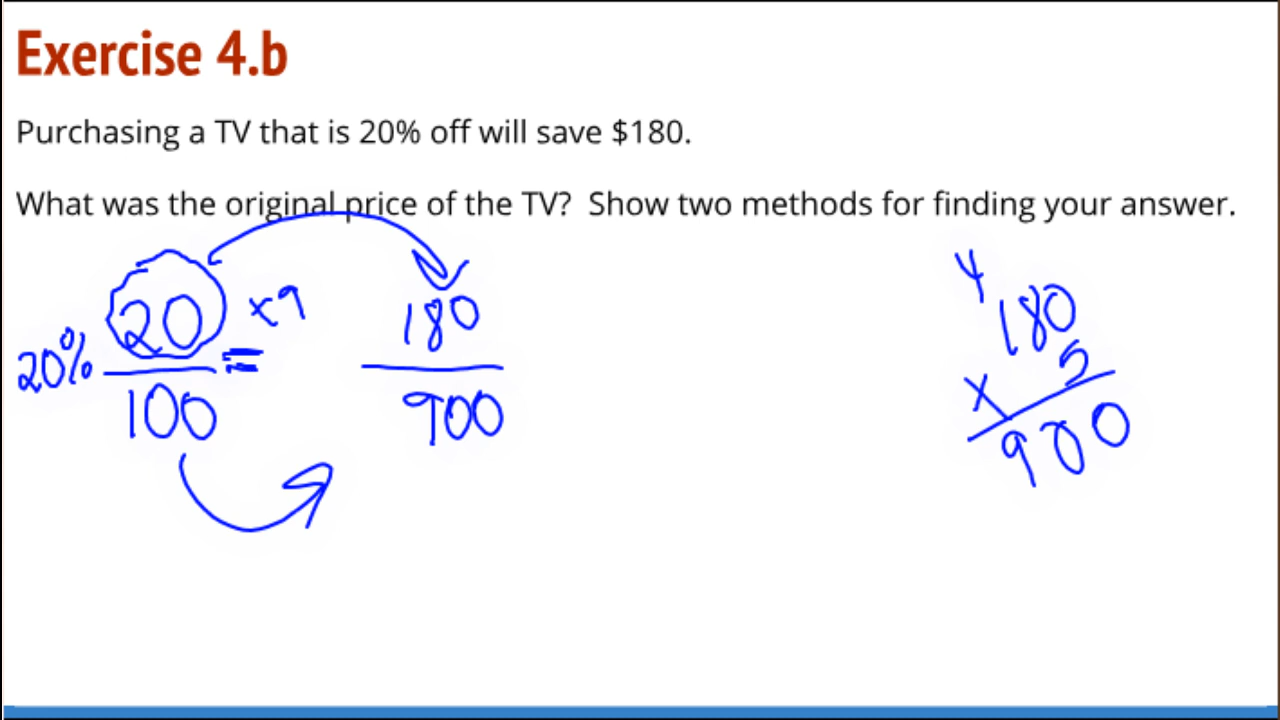 Exercise 4.b
Purchasing a TV that is 20% off will save $180.
What was the original price of the TV? Show two methods for finding your answer.
20% 20 = ×9 180
100 900
4
180
× 5
900